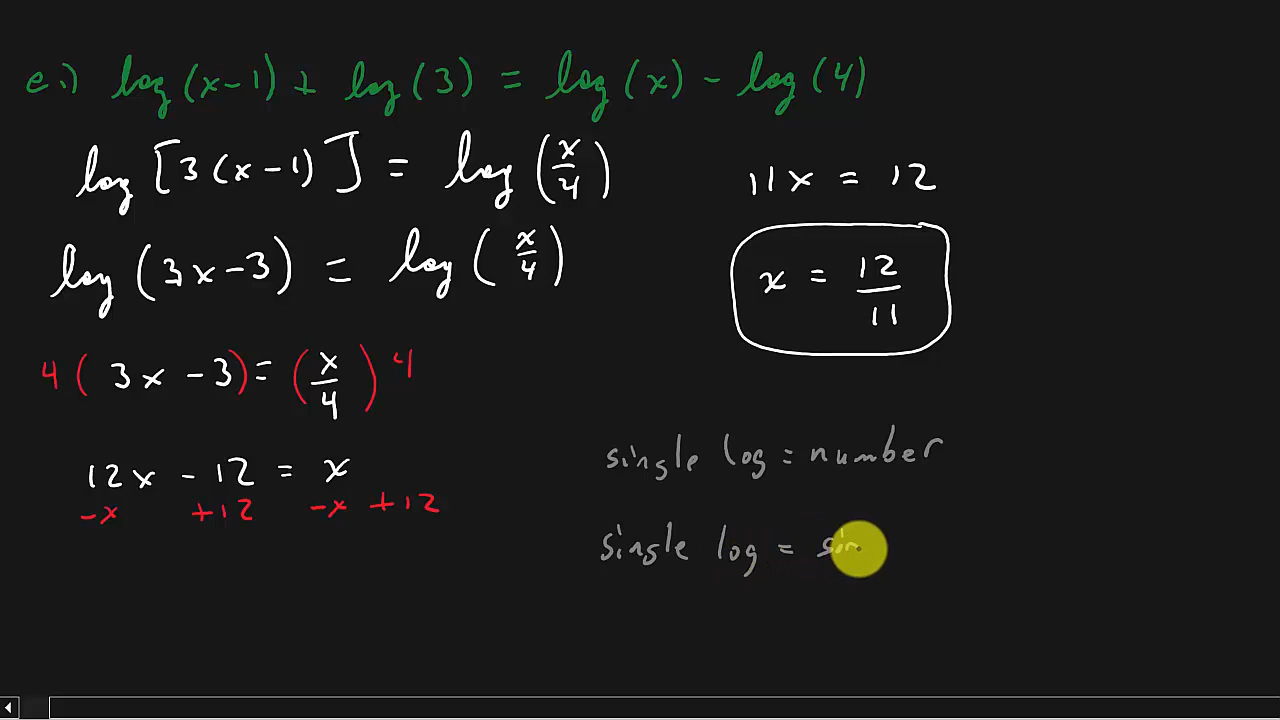 e.) log(x-1) + log(3) = log(x) - log(4)
log[3(x-1)] = log(x/4)
log(3x-3) = log(x/4)
4(3x-3) = (x/4)4
12x - 12 = x
-x +12 -x +12
11x = 12
x = 12/11
single log = number
single log = sin